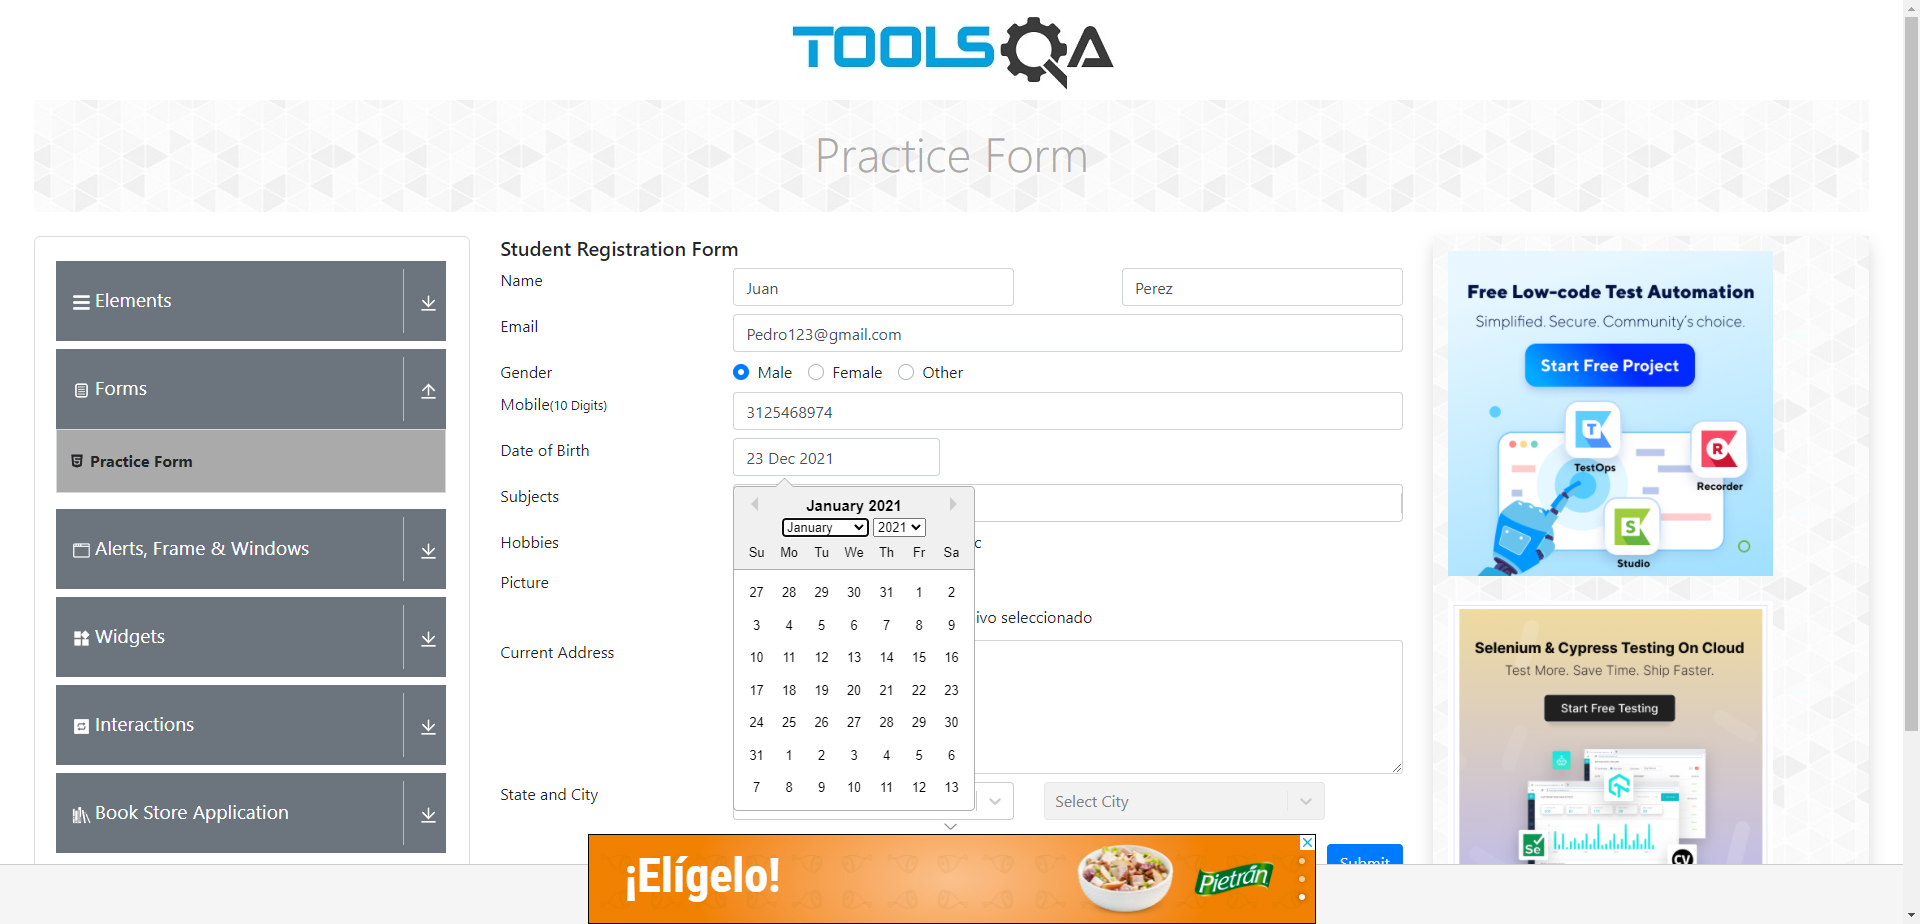 TOOLSQA
Practice Form
Elements
Forms
Practice Form
Alerts, Frame & Windows
Widgets
Interactions
Book Store Application
Student Registration Form
Name
Juan
Perez
Email
Pedro123@gmail.com
Gender
Male
Female
Other
Mobile(10 Digits)
3125468974
Date of Birth
23 Dec 2021
Subjects
January 2021
January
2021
Su Mo Tu We Th Fr Sa
27 28 29 30 31 1 2
3 4 5 6 7 8 9
10 11 12 13 14 15 16
17 18 19 20 21 22 23
24 25 26 27 28 29 30
31 1 2 3 4 5 6
7 8 9 10 11 12 13
Hobbies
c
Picture
ivo seleccionado
Current Address
State and City
Select City
Submit
Free Low-code Test Automation
Simplified. Secure. Community's choice.
Start Free Project
T
TestOps
R
Recorder
S
Studio
Selenium & Cypress Testing On Cloud
Test More. Save Time. Ship Faster.
Start Free Testing
Se
CY
¡Elígelo!
Pietrán